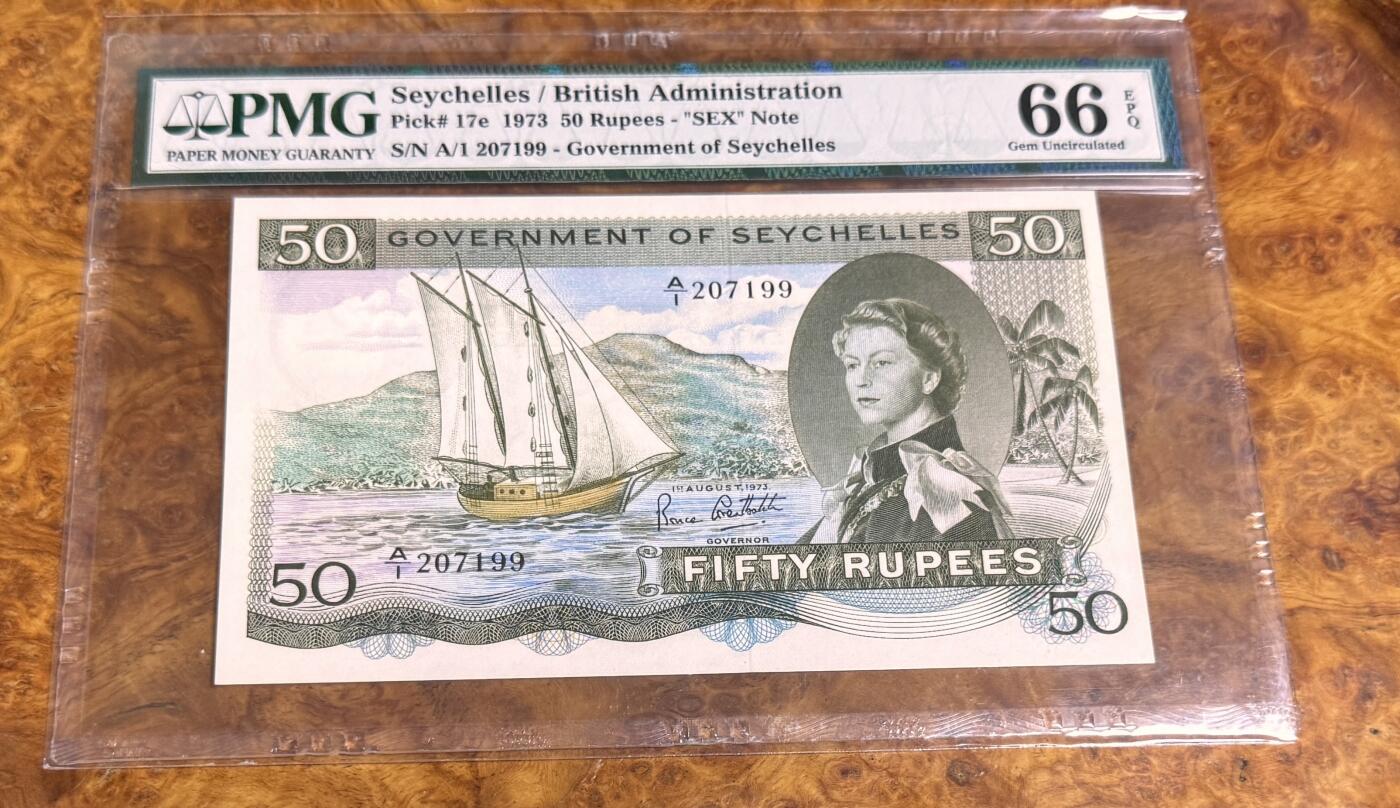 PMG
PAPER MONEY GUARANTY
Seychelles / British Administration
Pick# 17e 1973 50 Rupees - "SEX" Note
S/N A/1 207199 - Government of Seychelles
66
EPQ
Gem Uncirculated
50
GOVERNMENT OF SEYCHELLES
50
A/1 207199
1ST AUGUST, 1973.
GOVERNOR
A/1 207199
50
FIFTY RUPEES
50